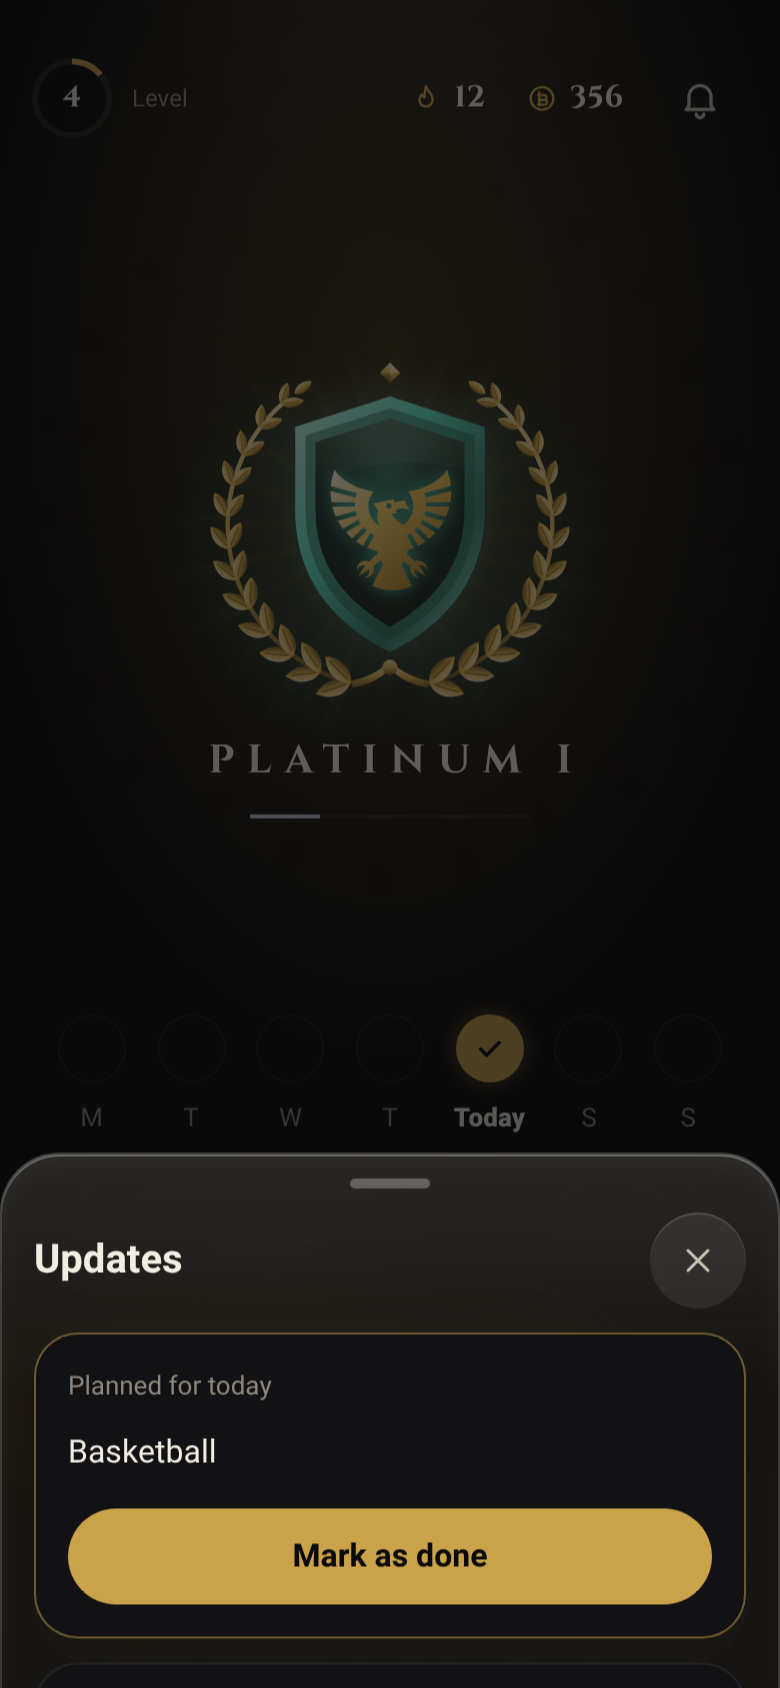 4
Level
12
356
PLATINUM I
M T W T Today S S
Updates
Planned for today
Basketball
Mark as done